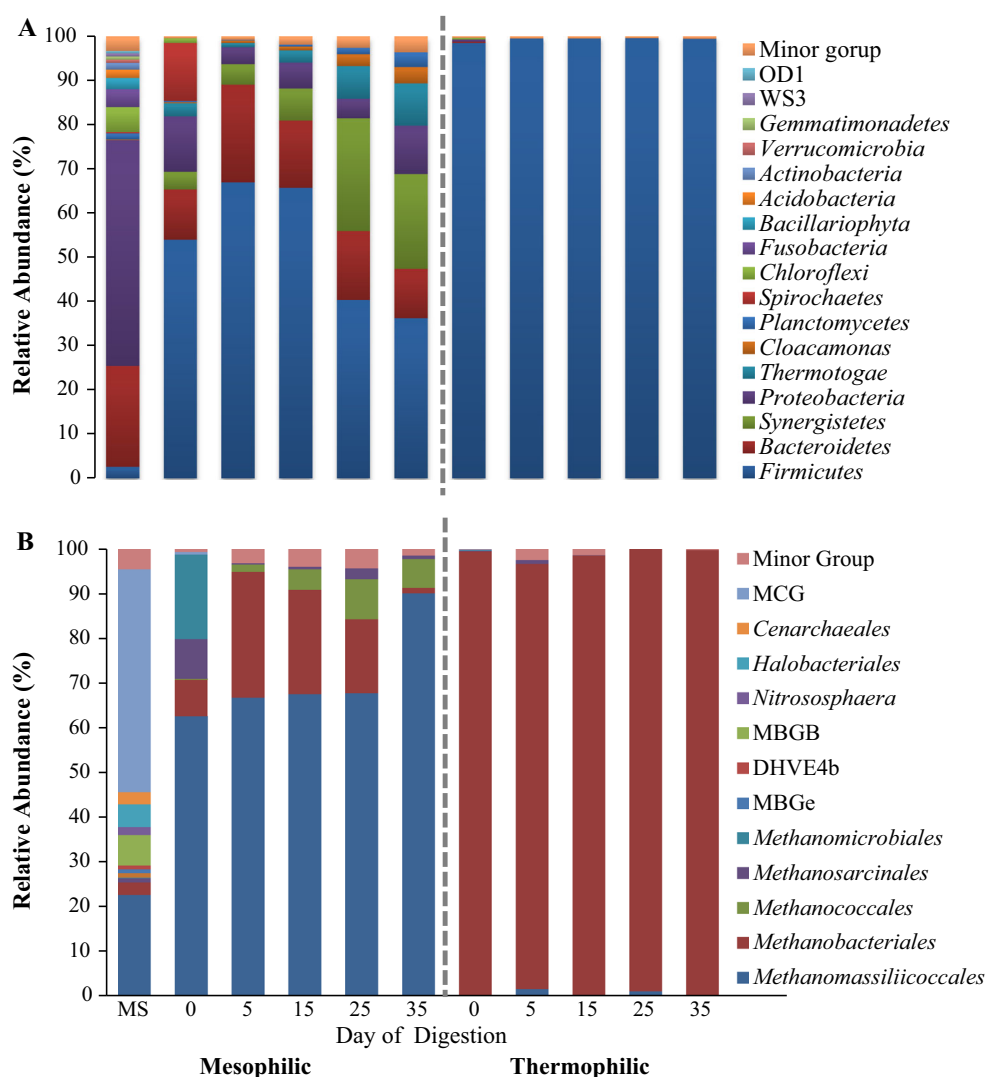 A
Relative Abundance (%)
100
90
80
70
60
50
40
30
20
10
0
Minor gorup
OD1
WS3
Gemmatimonadetes
Verrucomicrobia
Actinobacteria
Acidobacteria
Bacillariophyta
Fusobacteria
Chloroflexi
Spirochaetes
Planctomycetes
Cloacamonas
Thermotogae
Proteobacteria
Synergistetes
Bacteroidetes
Firmicutes
B
Relative Abundance (%)
100
90
80
70
60
50
40
30
20
10
0
Minor Group
MCG
Cenarchaeales
Halobacteriales
Nitrososphaera
MBGB
DHVE4b
MBGe
Methanomicrobiales
Methanosarcinales
Methanococcales
Methanobacteriales
Methanomassiliicoccales
MS 0 5 15 25 35 0 5 15 25 35
Day of Digestion
Mesophilic Thermophilic